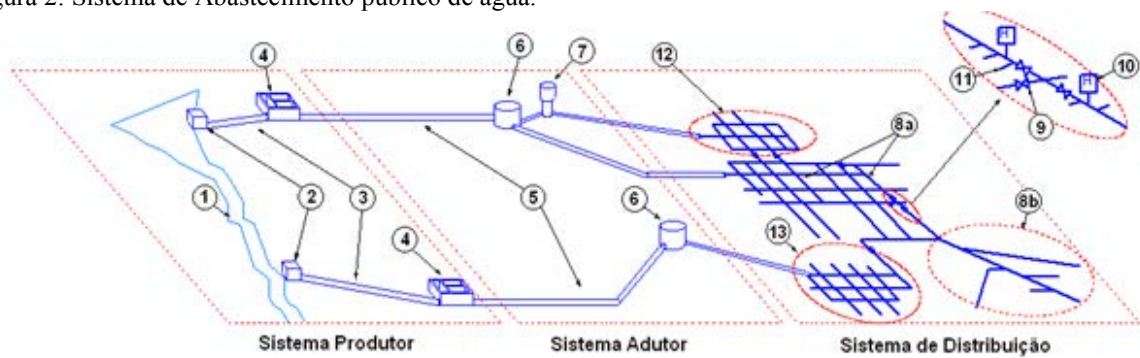 gura 2: Sistema de Abastecimento público de água.
4
6
7
12
8a
H
11
H
10
9
1
2
3
5
6
4
13
8b
Sistema Produtor
Sistema Adutor
Sistema de Distribuição